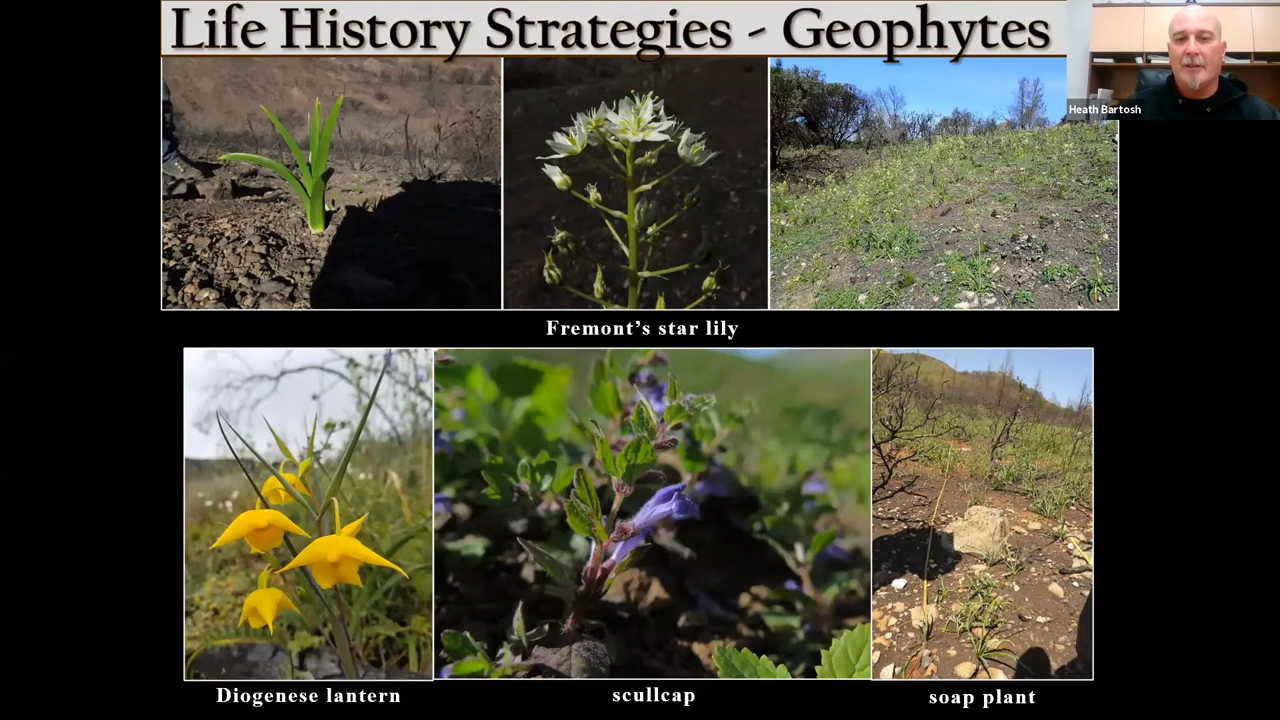 Life History Strategies - Geophytes
Heath Bartosh
Fremont's star lily
Diogenese lantern
scullcap
soap plant